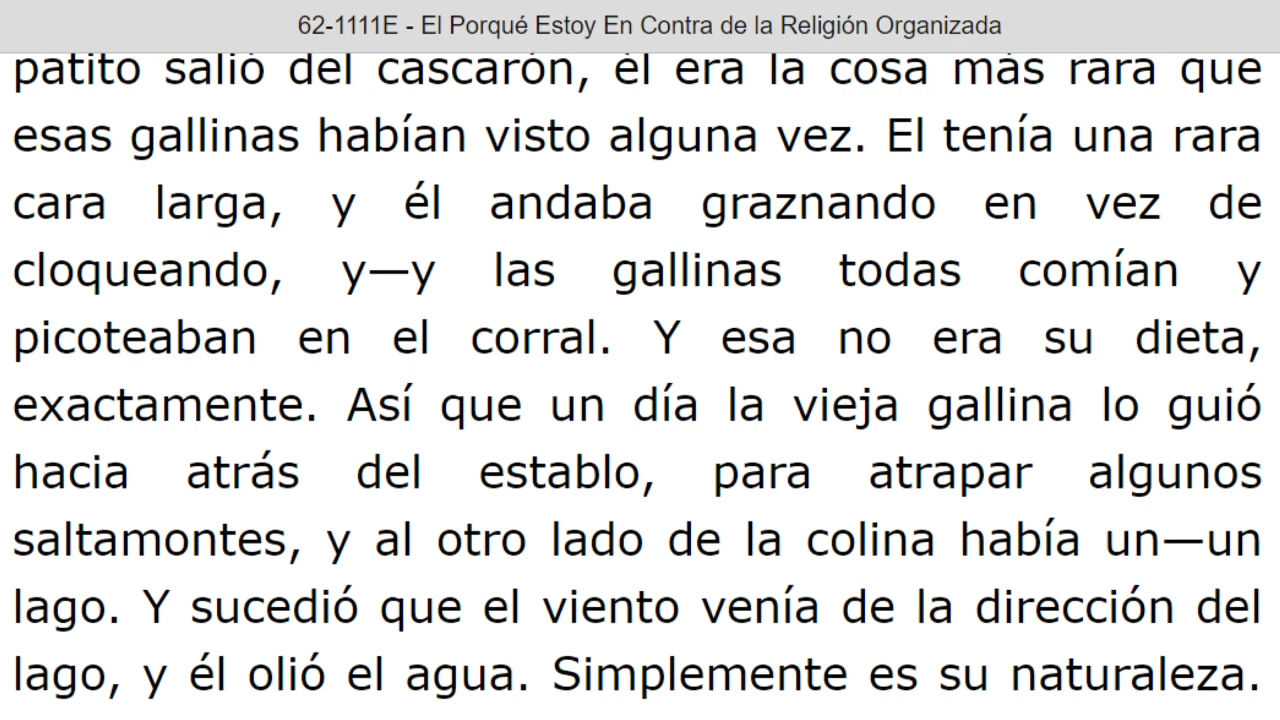 62-1111E - El Porqué Estoy En Contra de la Religión Organizada
patito salió del cascarón, él era la cosa más rara que
esas gallinas habían visto alguna vez. El tenía una rara
cara larga, y él andaba graznando en vez de
cloqueando, y—y las gallinas todas comían y
picoteaban en el corral. Y esa no era su dieta,
exactamente. Así que un día la vieja gallina lo guió
hacia atrás del establo, para atrapar algunos
saltamontes, y al otro lado de la colina había un—un
lago. Y sucedió que el viento venía de la dirección del
lago, y él olió el agua. Simplemente es su naturaleza.